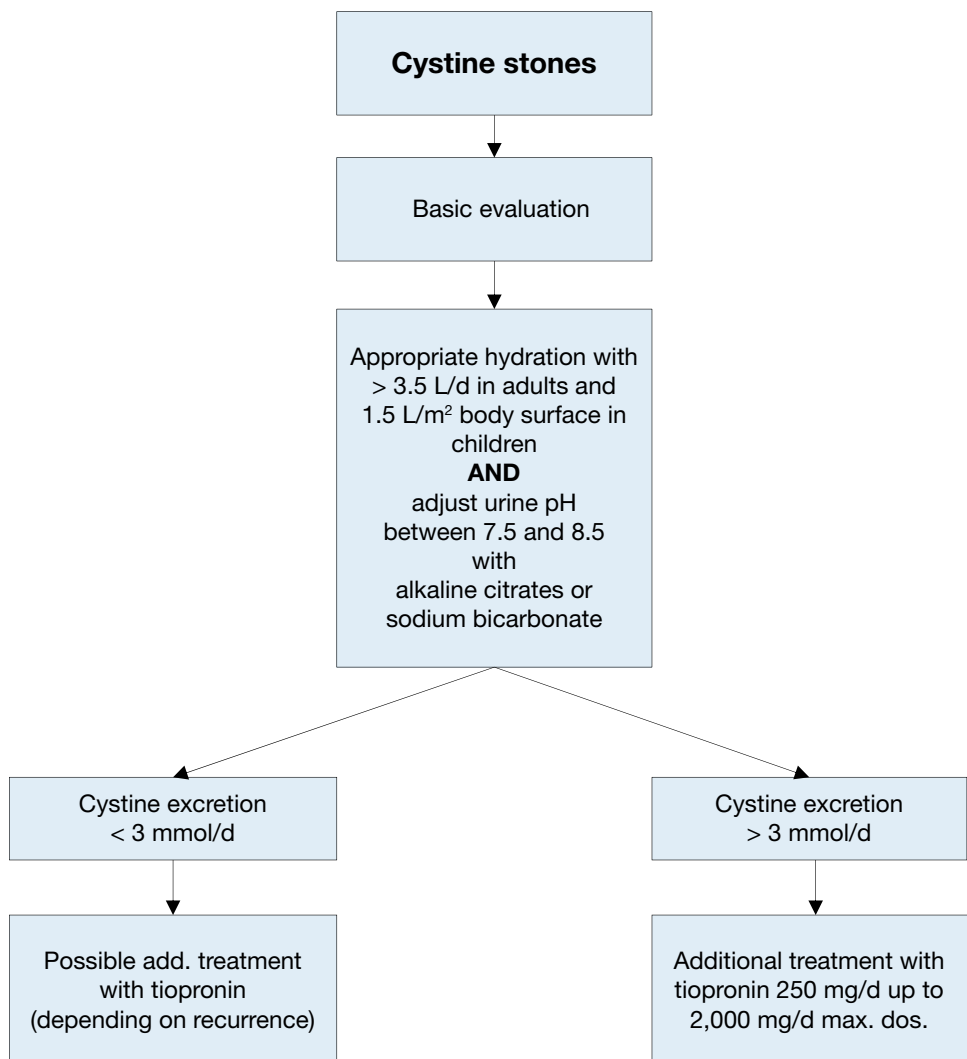 Cystine stones
Basic evaluation
Appropriate hydration with
> 3.5 L/d in adults and
1.5 L/m² body surface in
children
AND
adjust urine pH
between 7.5 and 8.5
with
alkaline citrates or
sodium bicarbonate
Cystine excretion
< 3 mmol/d
Cystine excretion
> 3 mmol/d
Possible add. treatment
with tiopronin
(depending on recurrence)
Additional treatment with
tiopronin 250 mg/d up to
2,000 mg/d max. dos.